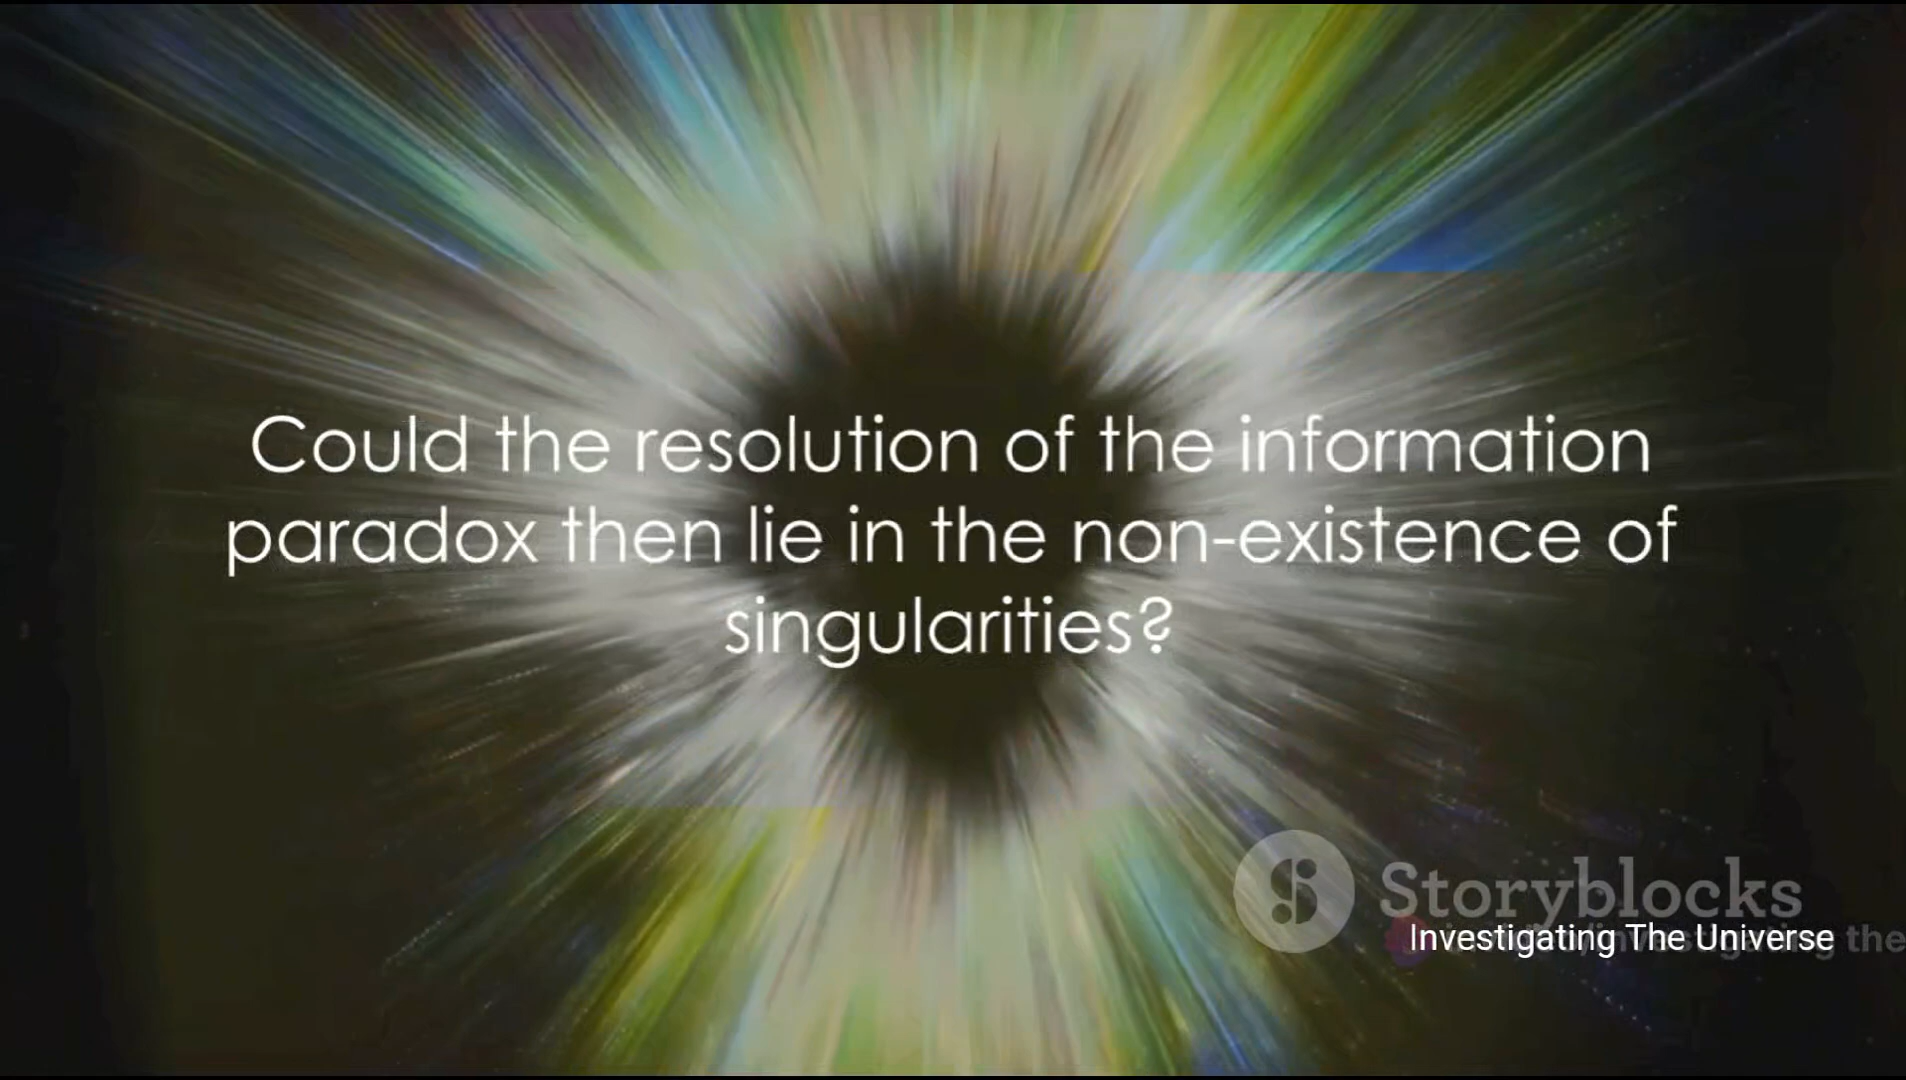 Could the resolution of the information
paradox then lie in the non-existence of
singularities?
Storyblocks
Investigating The Universe
the